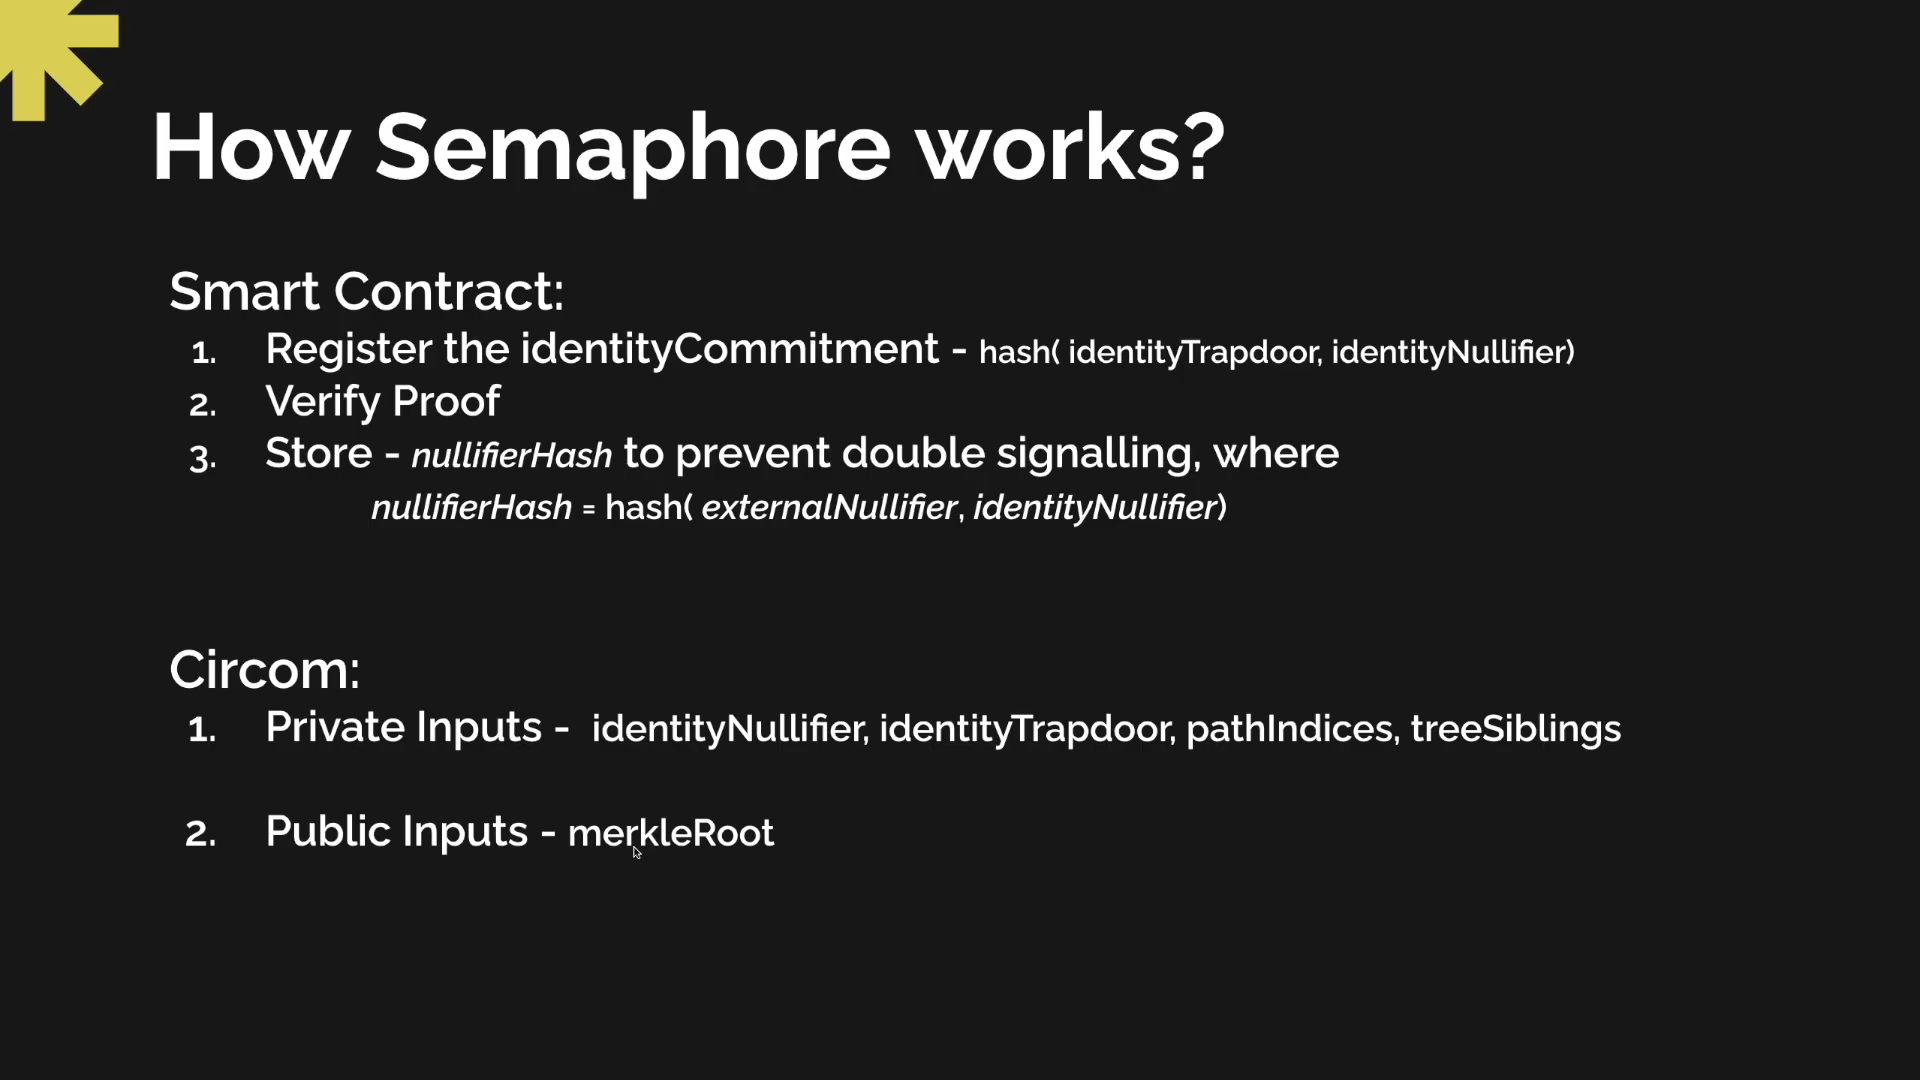 How Semaphore works?
Smart Contract:
1. Register the identityCommitment - hash( identityTrapdoor, identityNullifier)
2. Verify Proof
3. Store - nullifierHash to prevent double signalling, where
nullifierHash = hash( externalNullifier, identityNullifier)
Circom:
1. Private Inputs - identityNullifier, identityTrapdoor, pathIndices, treeSiblings
2. Public Inputs - merkleRoot